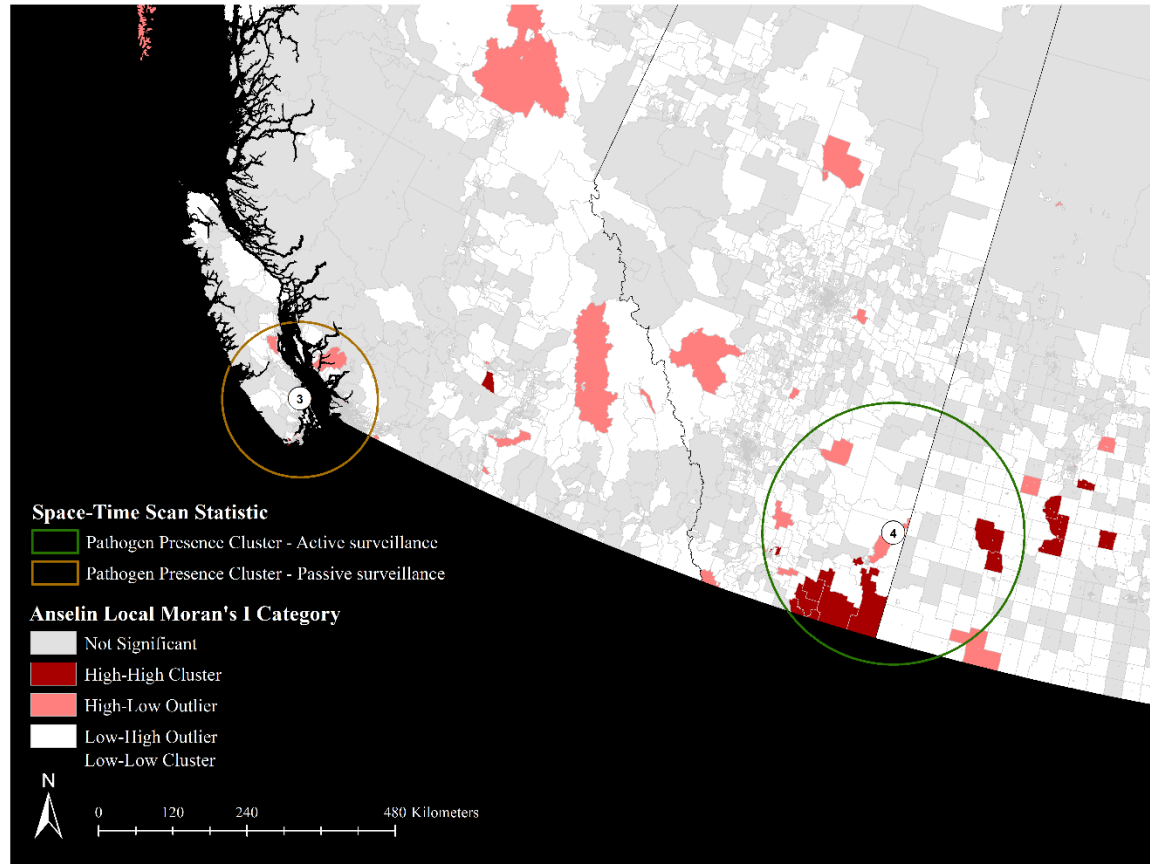 3
4
Space-Time Scan Statistic
Pathogen Presence Cluster - Active surveillance
Pathogen Presence Cluster - Passive surveillance
Anselin Local Moran's I Category
Not Significant
High-High Cluster
High-Low Outlier
Low-High Outlier
Low-Low Cluster
N
0 120 240 480 Kilometers